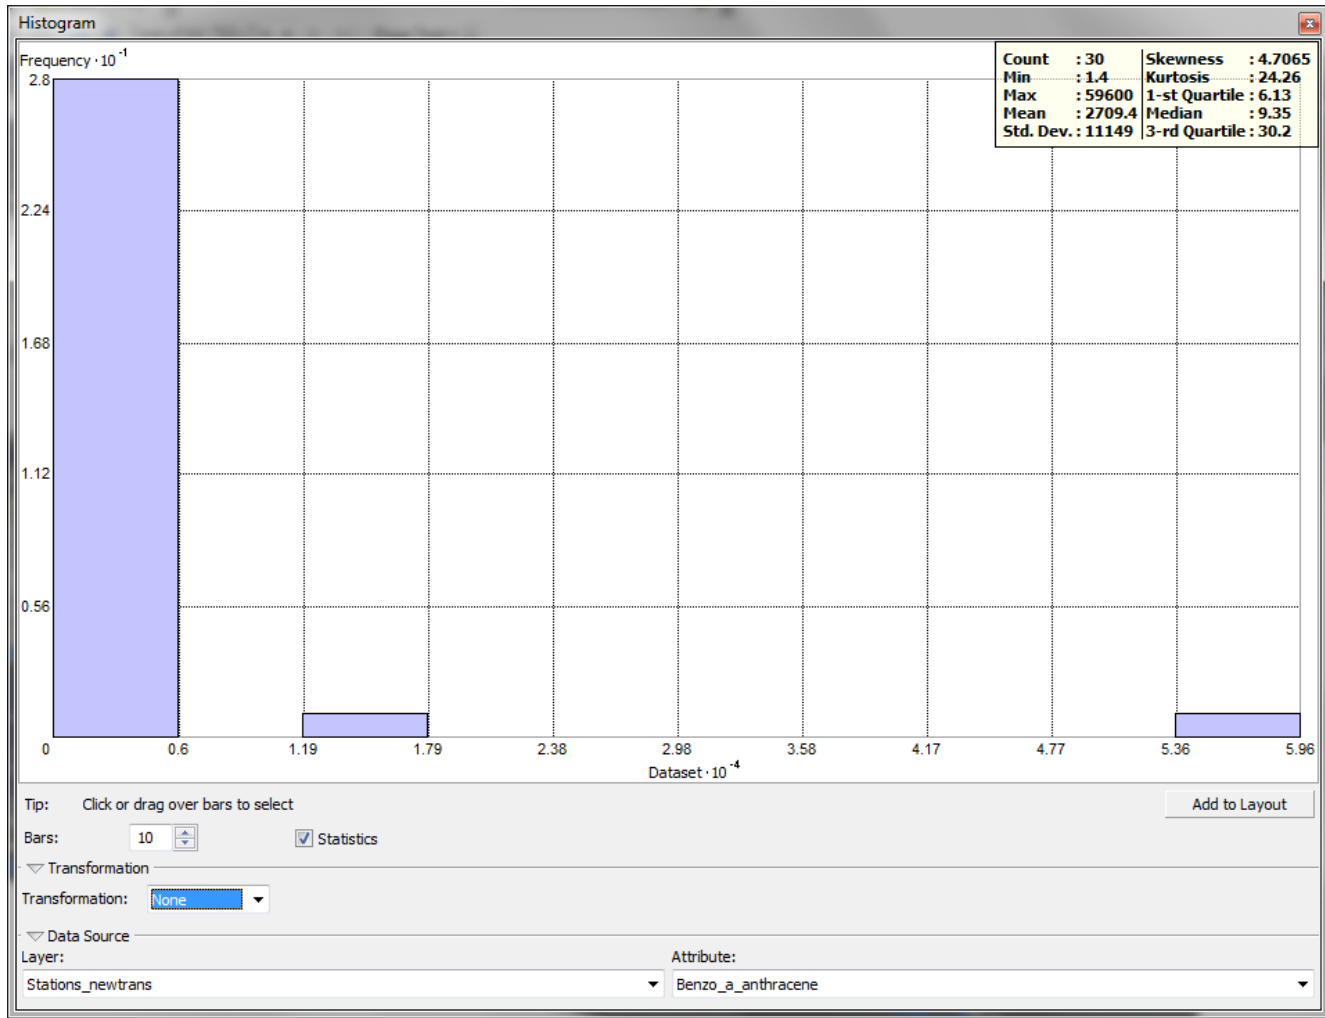 Histogram
Frequency · 10 -1
Count : 30 Skewness : 4.7065
Min : 1.4 Kurtosis : 24.26
Max : 59600 1-st Quartile : 6.13
Mean : 2709.4 Median : 9.35
Std. Dev. : 11149 3-rd Quartile : 30.2
2.8
2.24
1.68
1.12
0.56
0 0.6 1.19 1.79 2.38 2.98 3.58 4.17 4.77 5.36 5.96
Dataset · 10 -4
Tip: Click or drag over bars to select Add to Layout
Bars: 10 Statistics
Transformation
Transformation: None
Data Source
Layer: Attribute:
Stations_newtrans Benzo_a_anthracene